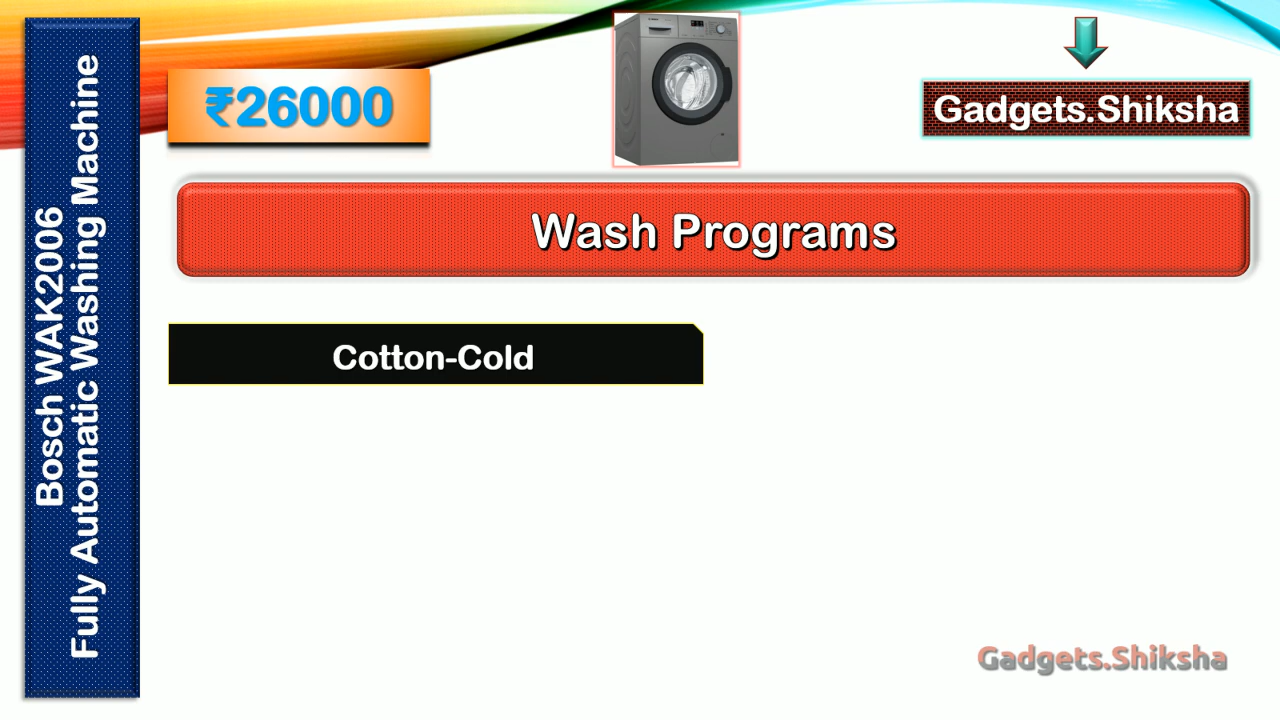 Bosch WAK2006
Fully Automatic Washing Machine
₹26000
Gadgets.Shiksha
Wash Programs
Cotton-Cold
Gadgets.Shiksha